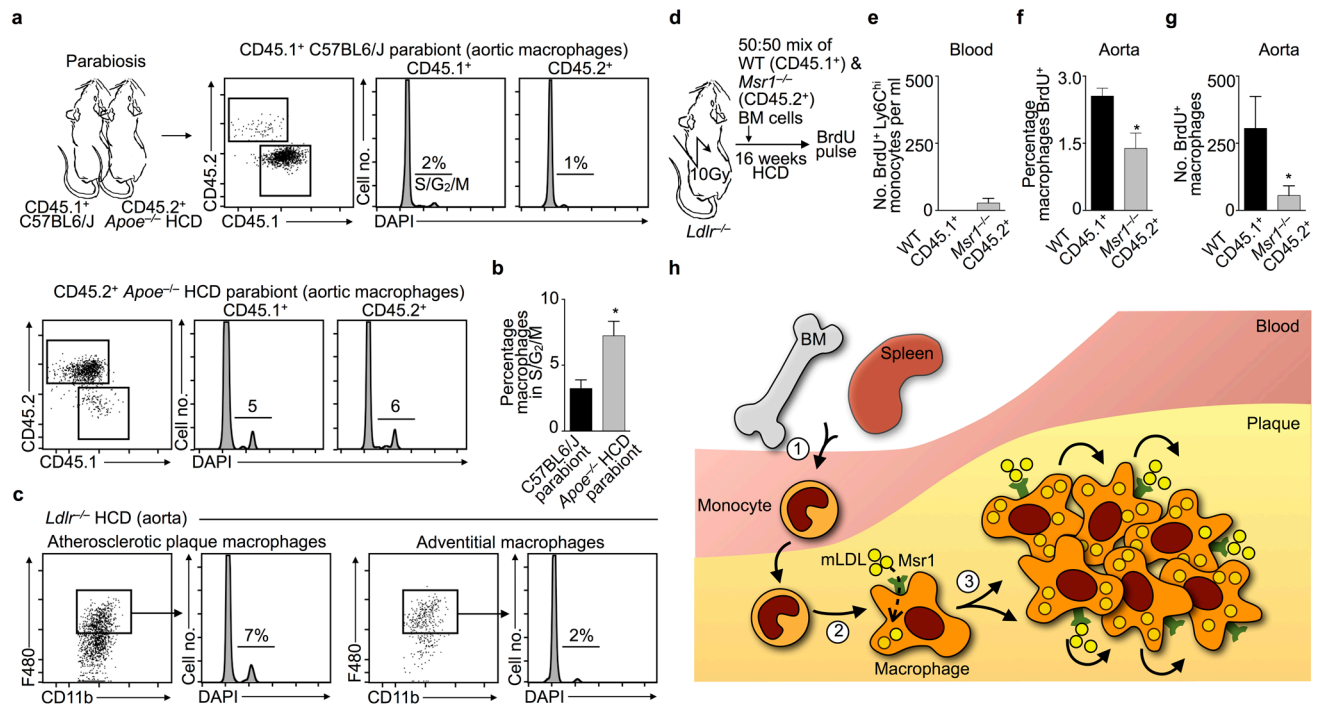 a
Parabiosis
CD45.1⁺ C57BL6/J
CD45.2⁺ Apoe⁻/⁻ HCD
CD45.1⁺ C57BL6/J parabiont (aortic macrophages)
CD45.1⁺
CD45.2⁺
CD45.2
CD45.1
Cell no.
2%
S/G₂/M
1%
DAPI
CD45.2⁺ Apoe⁻/⁻ HCD parabiont (aortic macrophages)
CD45.1⁺
CD45.2⁺
CD45.2
CD45.1
Cell no.
5
6
DAPI
b
Percentage
macrophages
in S/G₂/M
10
5
0
*
C57BL6/J
parabiont
Apoe⁻/⁻ HCD
parabiont
c
Ldlr⁻/⁻ HCD (aorta)
Atherosclerotic plaque macrophages
F480
CD11b
Cell no.
7%
DAPI
Adventitial macrophages
F480
CD11b
Cell no.
2%
DAPI
d
50:50 mix of
WT (CD45.1⁺) &
Msr1⁻/⁻
(CD45.2⁺)
BM cells
16 weeks
HCD
BrdU
pulse
10Gy
Ldlr⁻/⁻
e
Blood
No. BrdU⁺ Ly6Cʰⁱ
monocytes per ml
500
250
0
WT
CD45.1⁺
Msr1⁻/⁻
CD45.2⁺
f
Aorta
Percentage
macrophages BrdU⁺
3.0
1.5
0
*
WT
CD45.1⁺
Msr1⁻/⁻
CD45.2⁺
g
Aorta
No. BrdU⁺
macrophages
500
250
0
*
WT
CD45.1⁺
Msr1⁻/⁻
CD45.2⁺
h
BM
Spleen
Blood
Plaque
1
Monocyte
mLDL
Msr1
2
3
Macrophage